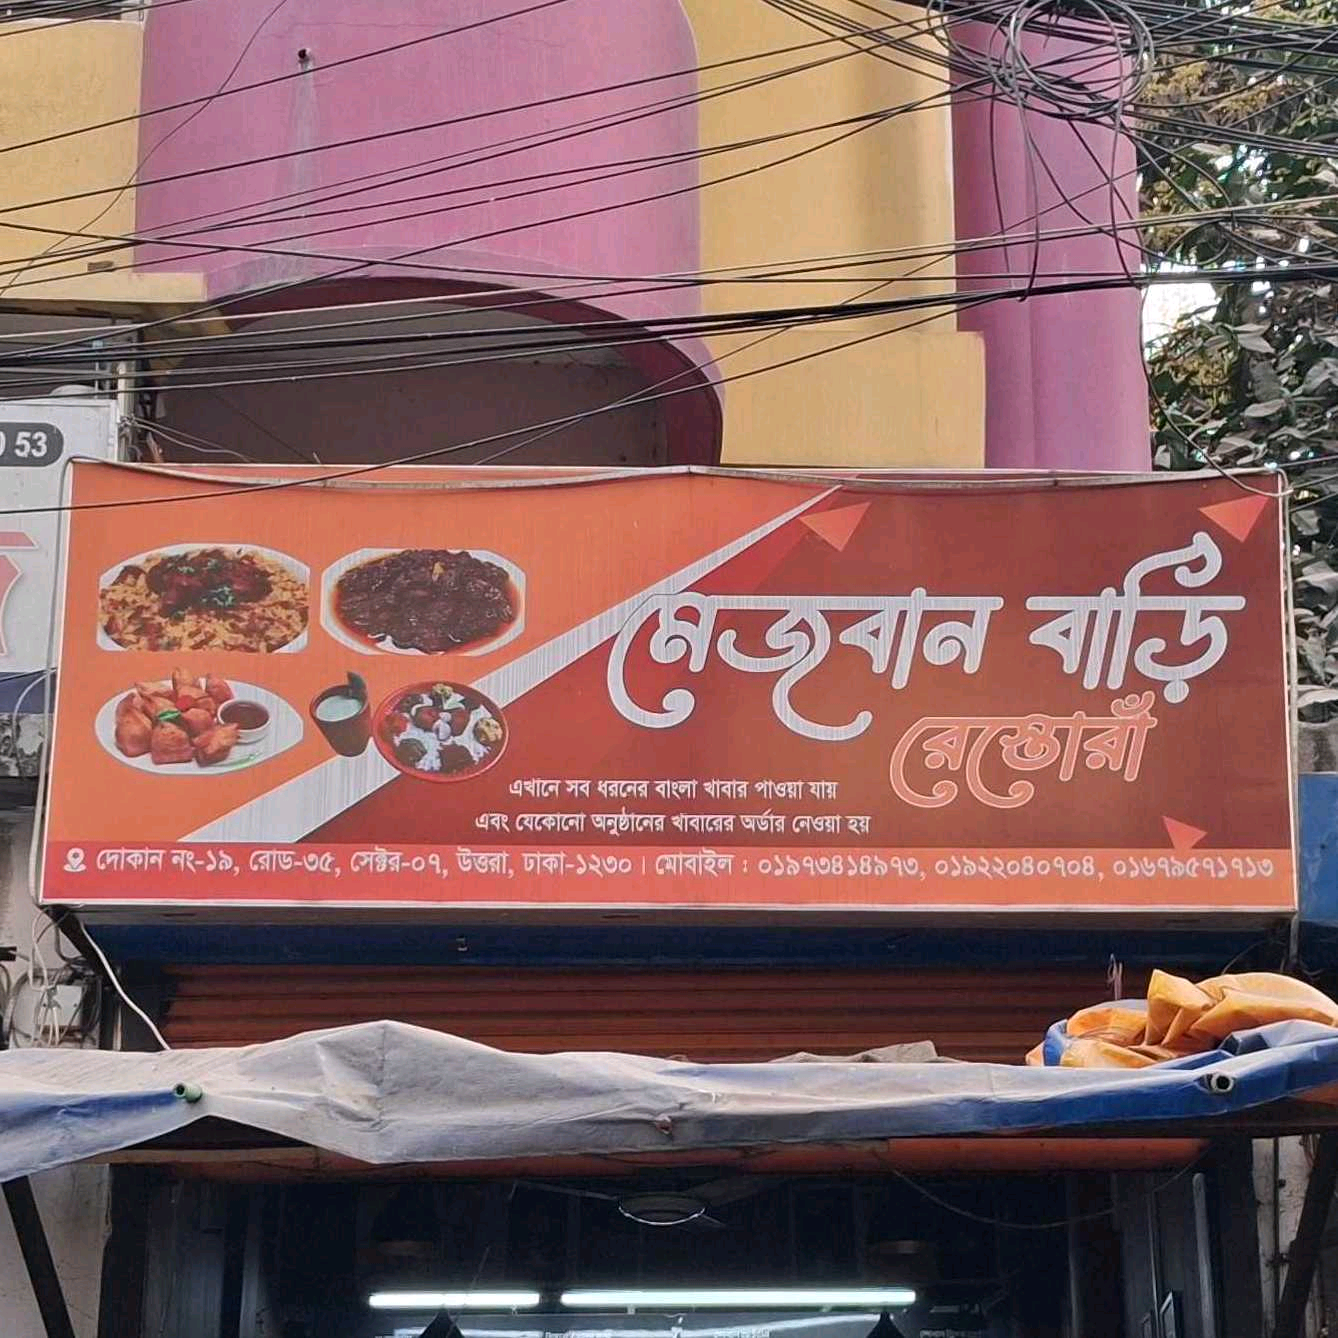 53
মেজবান বাড়ি
রেস্তোরাঁ
এখানে সব ধরনের বাংলা খাবার পাওয়া যায়
এবং যেকোনো অনুষ্ঠানের খাবারের অর্ডার নেওয়া হয়
দোকান নং-১৯, রোড-৩৫, সেক্টর-০৭, উত্তরা, ঢাকা-১২৩০ । মোবাইল : ০১৯৭৩৪১৪৯৭৩, ০১৯২২০৪০৭০৪, ০১৬৭৯৫৭১৭১৩